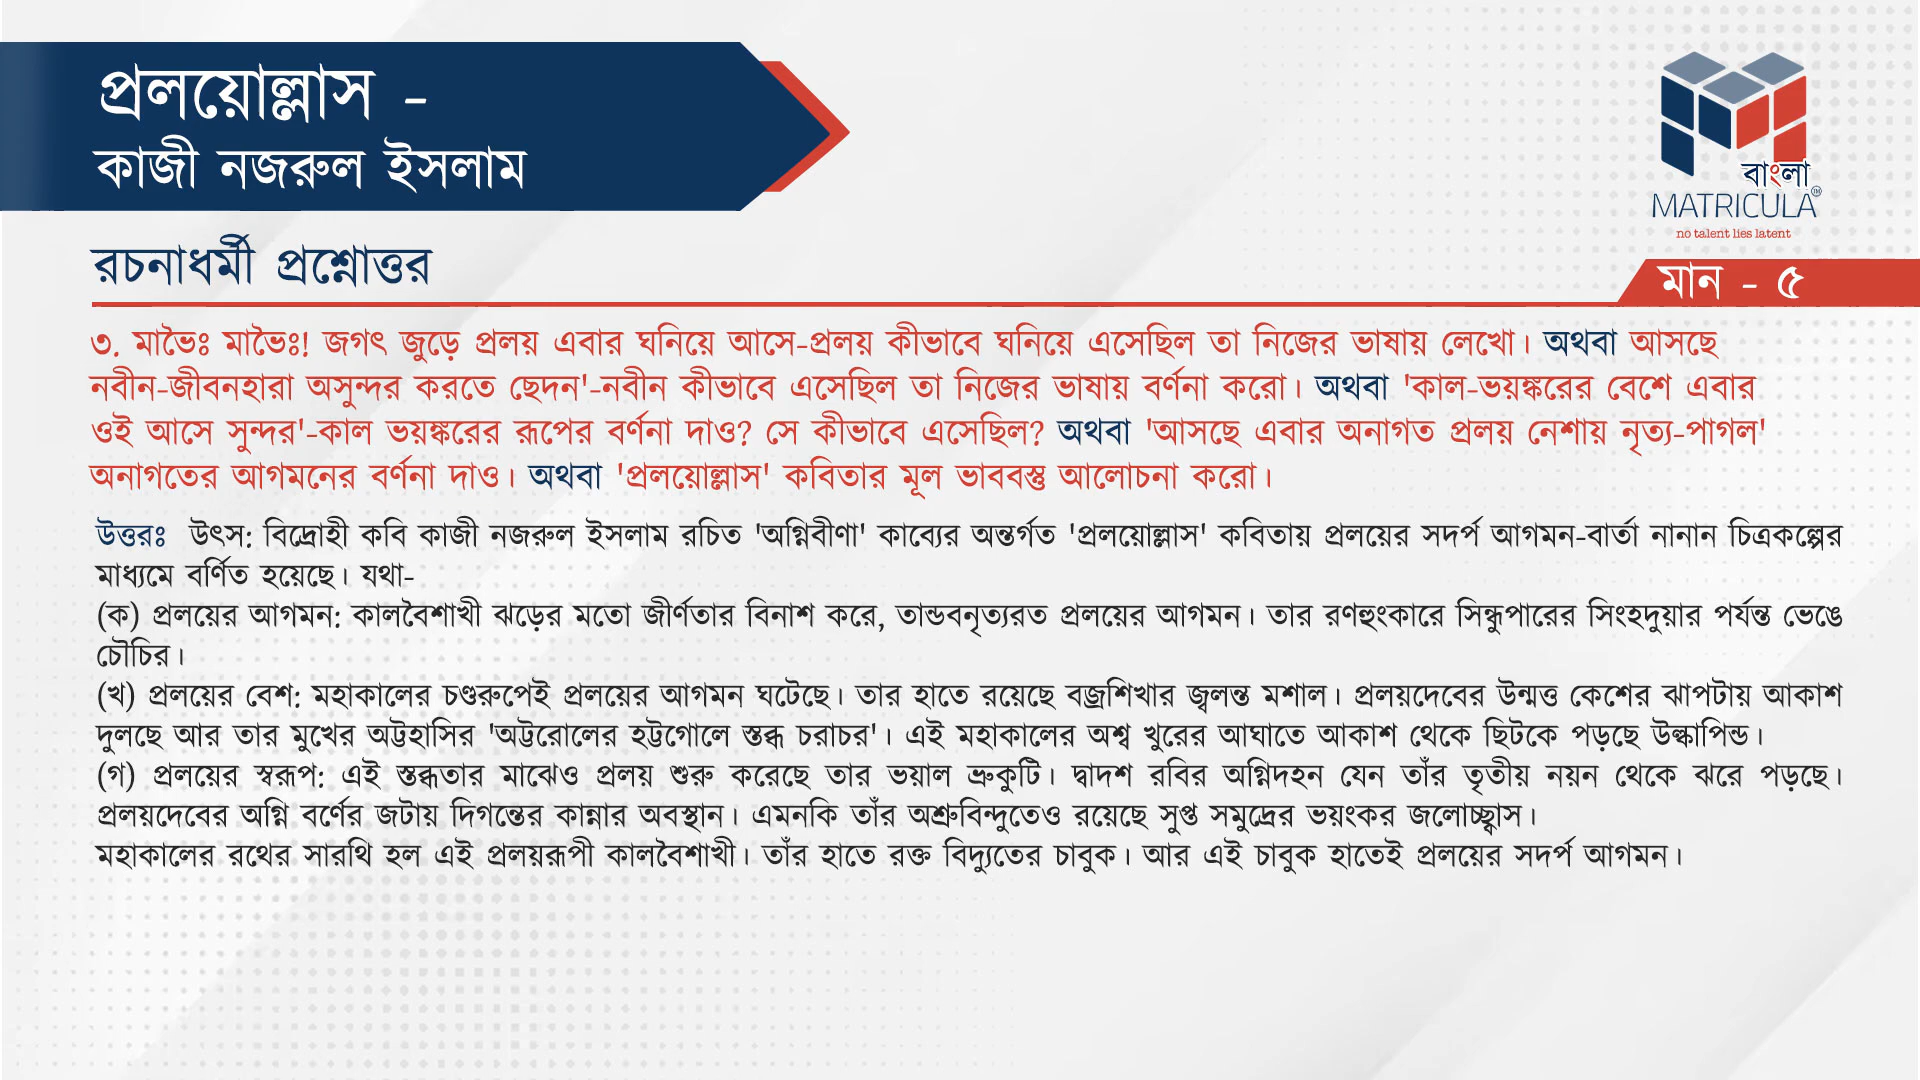 প্রলয়োল্লাস -
কাজী নজরুল ইসলাম
বাংলা
MATRICULA
TM
no talent lies latent
রচনাধর্মী প্রশ্নোত্তর
মান - ৫
৩. মাভৈঃ মাভৈঃ! জগৎ জুড়ে প্রলয় এবার ঘনিয়ে আসে-প্রলয় কীভাবে ঘনিয়ে এসেছিল তা নিজের ভাষায় লেখো। অথবা আসছে
নবীন-জীবনহারা অসুন্দর করতে ছেদন'-নবীন কীভাবে এসেছিল তা নিজের ভাষায় বর্ণনা করো। অথবা 'কাল-ভয়ঙ্করের বেশে এবার
ওই আসে সুন্দর'-কাল ভয়ঙ্করের রূপের বর্ণনা দাও? সে কীভাবে এসেছিল? অথবা 'আসছে এবার অনাগত প্রলয় নেশায় নৃত্য-পাগল'
অনাগতের আগমনের বর্ণনা দাও। অথবা 'প্রলয়োল্লাস' কবিতার মূল ভাববস্তু আলোচনা করো।
উত্তরঃ উৎস: বিদ্রোহী কবি কাজী নজরুল ইসলাম রচিত 'অগ্নিবীণা' কাব্যের অন্তর্গত 'প্রলয়োল্লাস' কবিতায় প্রলয়ের সদর্প আগমন-বার্তা নানান চিত্রকল্পের
মাধ্যমে বর্ণিত হয়েছে। যথা-
(ক) প্রলয়ের আগমন: কালবৈশাখী ঝড়ের মতো জীর্ণতার বিনাশ করে, তান্ডবনৃত্যরত প্রলয়ের আগমন। তার রণহুংকারে সিন্ধুপারের সিংহদুয়ার পর্যন্ত ভেঙে
চৌচির।
(খ) প্রলয়ের বেশ: মহাকালের চণ্ডরুপেই প্রলয়ের আগমন ঘটেছে। তার হাতে রয়েছে বজ্রশিখার জ্বলন্ত মশাল। প্রলয়দেবের উন্মত্ত কেশের ঝাপটায় আকাশ
দুলছে আর তার মুখের অট্টহাসির 'অট্টরোলের হট্টগোলে স্তব্ধ চরাচর'। এই মহাকালের অশ্ব খুরের আঘাতে আকাশ থেকে ছিটকে পড়ছে উল্কাপিন্ড।
(গ) প্রলয়ের স্বরূপ: এই স্তব্ধতার মাঝেও প্রলয় শুরু করেছে তার ভয়াল ভ্রুকুটি। দ্বাদশ রবির অগ্নিদহন যেন তাঁর তৃতীয় নয়ন থেকে ঝরে পড়ছে।
প্রলয়দেবের অগ্নি বর্ণের জটায় দিগন্তের কান্নার অবস্থান। এমনকি তাঁর অশ্রুবিন্দুতেও রয়েছে সুপ্ত সমুদ্রের ভয়ংকর জলোচ্ছ্বাস।
মহাকালের রথের সারথি হল এই প্রলয়রূপী কালবৈশাখী। তাঁর হাতে রক্ত বিদ্যুতের চাবুক। আর এই চাবুক হাতেই প্রলয়ের সদর্প আগমন।